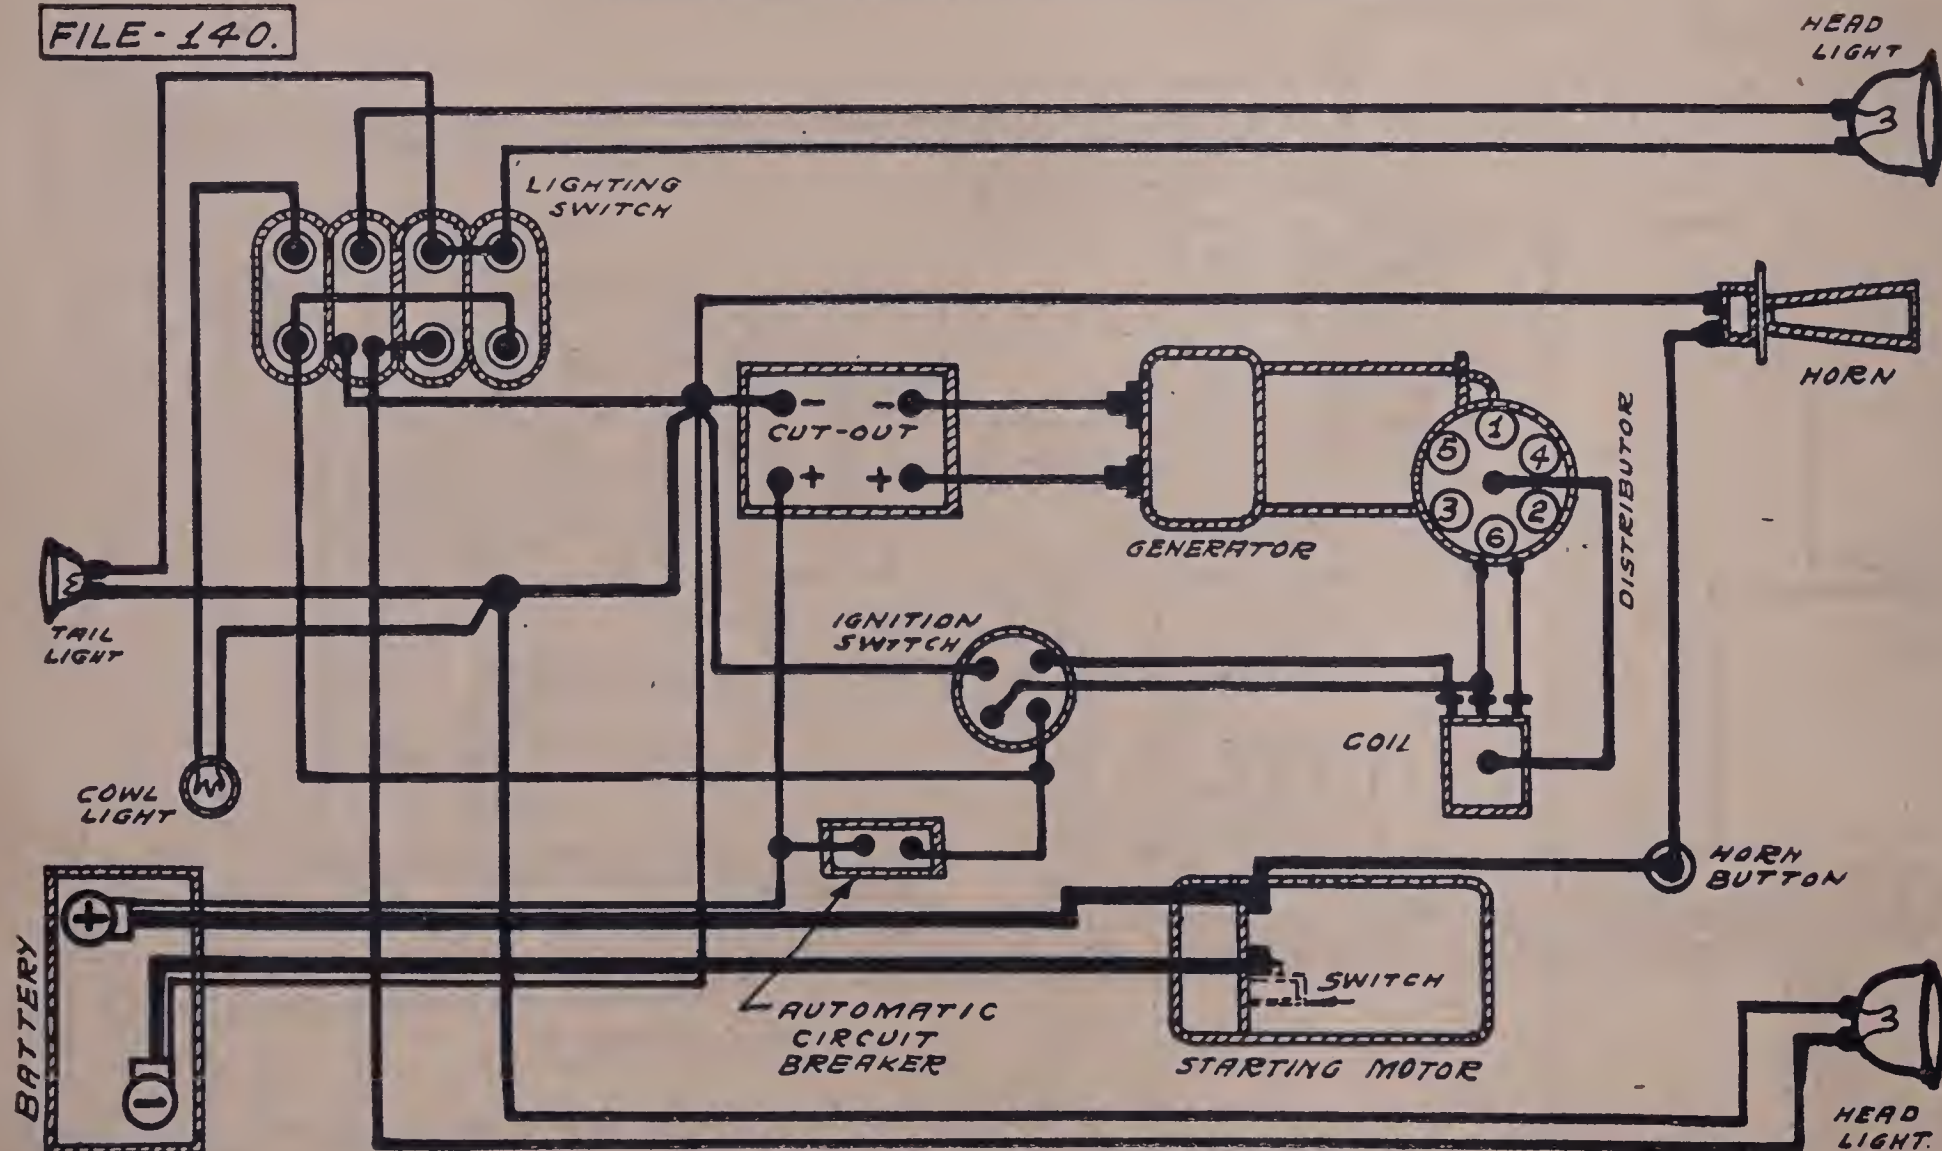 FILE-140.
HEAD
LIGHT
LIGHTING
SWITCH
HORN
- -
CUT-OUT
+ +
1
5 4
3 2
6
DISTRIBUTOR
GENERATOR
TAIL
LIGHT
IGNITION
SWITCH
COIL
COWL
LIGHT
HORN
BUTTON
BATTERY
+
-
SWITCH
AUTOMATIC
CIRCUIT
BREAKER
STARTING MOTOR
HEAD
LIGHT.